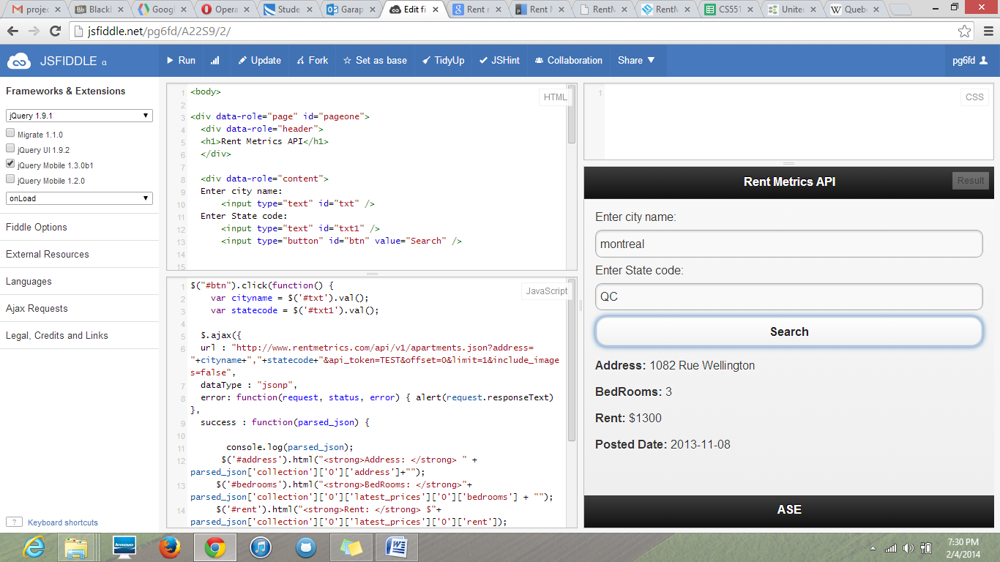 projec
Blackl
Googl
Opera
Stude
Garap
Edit fi
Rent r
Rent M
RentM
RentM
CS551
Unitec
Queb
jsfiddle.net/pg6fd/A22S9/2/
JSFIDDLE α
Run
Update
Fork
Set as base
TidyUp
JSHint
Collaboration
Share
pg6fd
Frameworks & Extensions
jQuery 1.9.1
Migrate 1.1.0
jQuery UI 1.9.2
jQuery Mobile 1.3.0b1
jQuery Mobile 1.2.0
onLoad
Fiddle Options
External Resources
Languages
Ajax Requests
Legal, Credits and Links
? Keyboard shortcuts
HTML
1 <body>
2
3 <div data-role="page" id="pageone">
4 <div data-role="header">
5 <h1>Rent Metrics API</h1>
6 </div>
7
8 <div data-role="content">
9 Enter city name:
10 <input type="text" id="txt" />
11 Enter State code:
12 <input type="text" id="txt1" />
13 <input type="button" id="btn" value="Search" />
14
15
JavaScript
1 $("#btn").click(function() {
2 var cityname = $('#txt').val();
3 var statecode = $('#txt1').val();
4
5 $.ajax({
6 url : "http://www.rentmetrics.com/api/v1/apartments.json?address=
"+cityname+","+statecode+"&api_token=TEST&offset=0&limit=1&include_image
s=false",
7 dataType : "jsonp",
8 error: function(request, status, error) { alert(request.responseText)
},
9 success : function(parsed_json) {
10
11 console.log(parsed_json);
12 $('#address').html("<strong>Address: </strong> " +
parsed_json['collection']['0']['address']+"");
13 $('#bedrooms').html("<strong>BedRooms: </strong>"+
parsed_json['collection']['0']['latest_prices']['0']['bedrooms'] + "");
14 $('#rent').html("<strong>Rent: </strong> $"+
parsed_json['collection']['0']['latest_prices']['0']['rent']);
1
CSS
Rent Metrics API
Result
Enter city name:
montreal
Enter State code:
QC
Search
Address: 1082 Rue Wellington
BedRooms: 3
Rent: $1300
Posted Date: 2013-11-08
ASE
lenovo
7:30 PM
2/4/2014